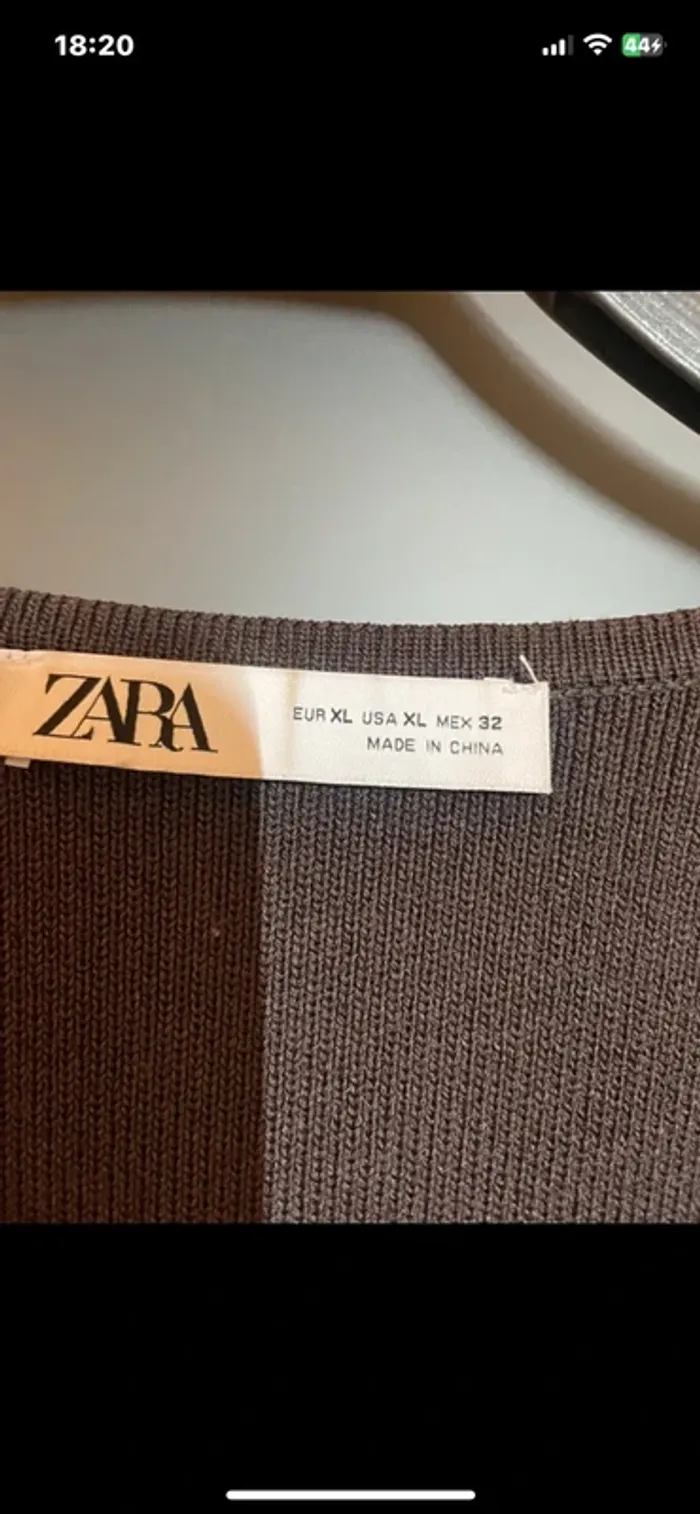 18:20
44
ZARA
EUR XL USA XL MEX 32
MADE IN CHINA